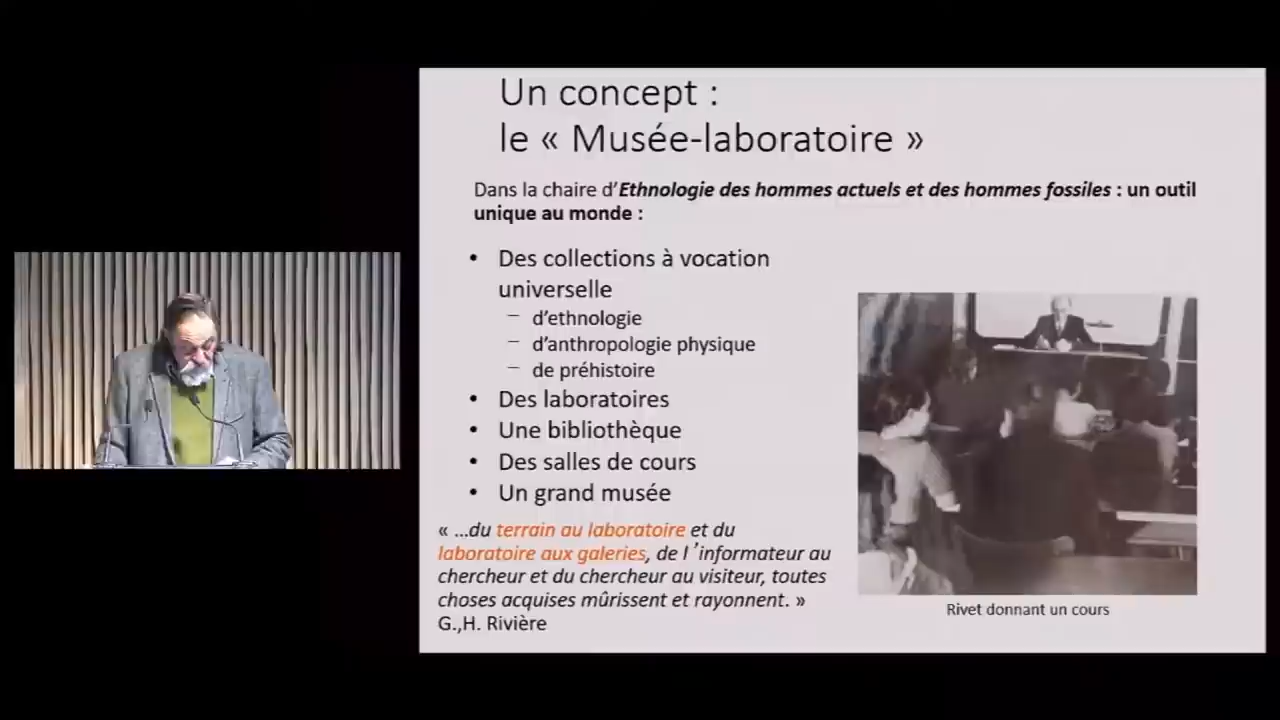 Un concept :
le « Musée-laboratoire »
Dans la chaire d’Ethnologie des hommes actuels et des hommes fossiles : un outil
unique au monde :
• Des collections à vocation
universelle
– d’ethnologie
– d’anthropologie physique
– de préhistoire
• Des laboratoires
• Une bibliothèque
• Des salles de cours
• Un grand musée
« …du terrain au laboratoire et du
laboratoire aux galeries, de l ’informateur au
chercheur et du chercheur au visiteur, toutes
choses acquises mûrissent et rayonnent. »
G.,H. Rivière
Rivet donnant un cours